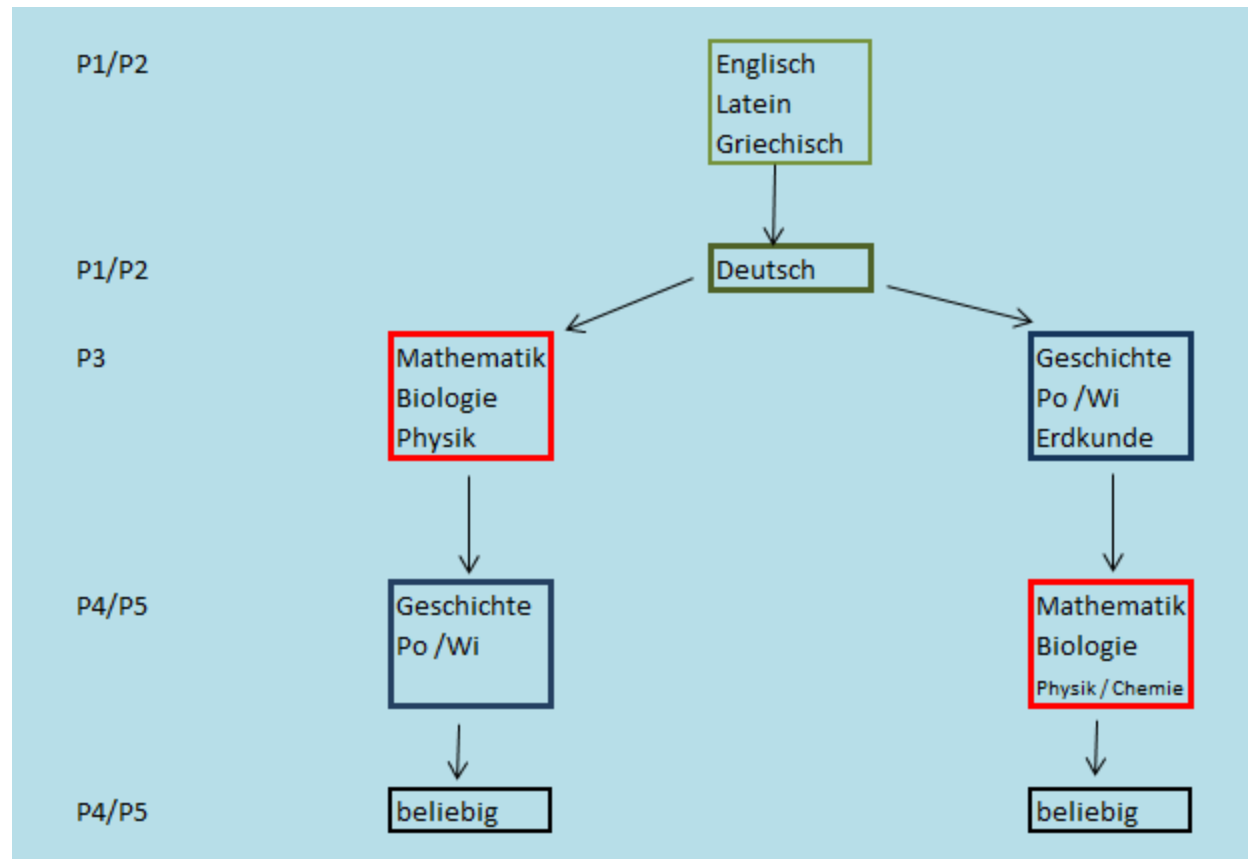 P1/P2
Englisch
Latein
Griechisch
P1/P2
Deutsch
P3
Mathematik
Biologie
Physik
Geschichte
Po /Wi
Erdkunde
P4/P5
Geschichte
Po /Wi
Mathematik
Biologie
Physik / Chemie
P4/P5
beliebig
beliebig